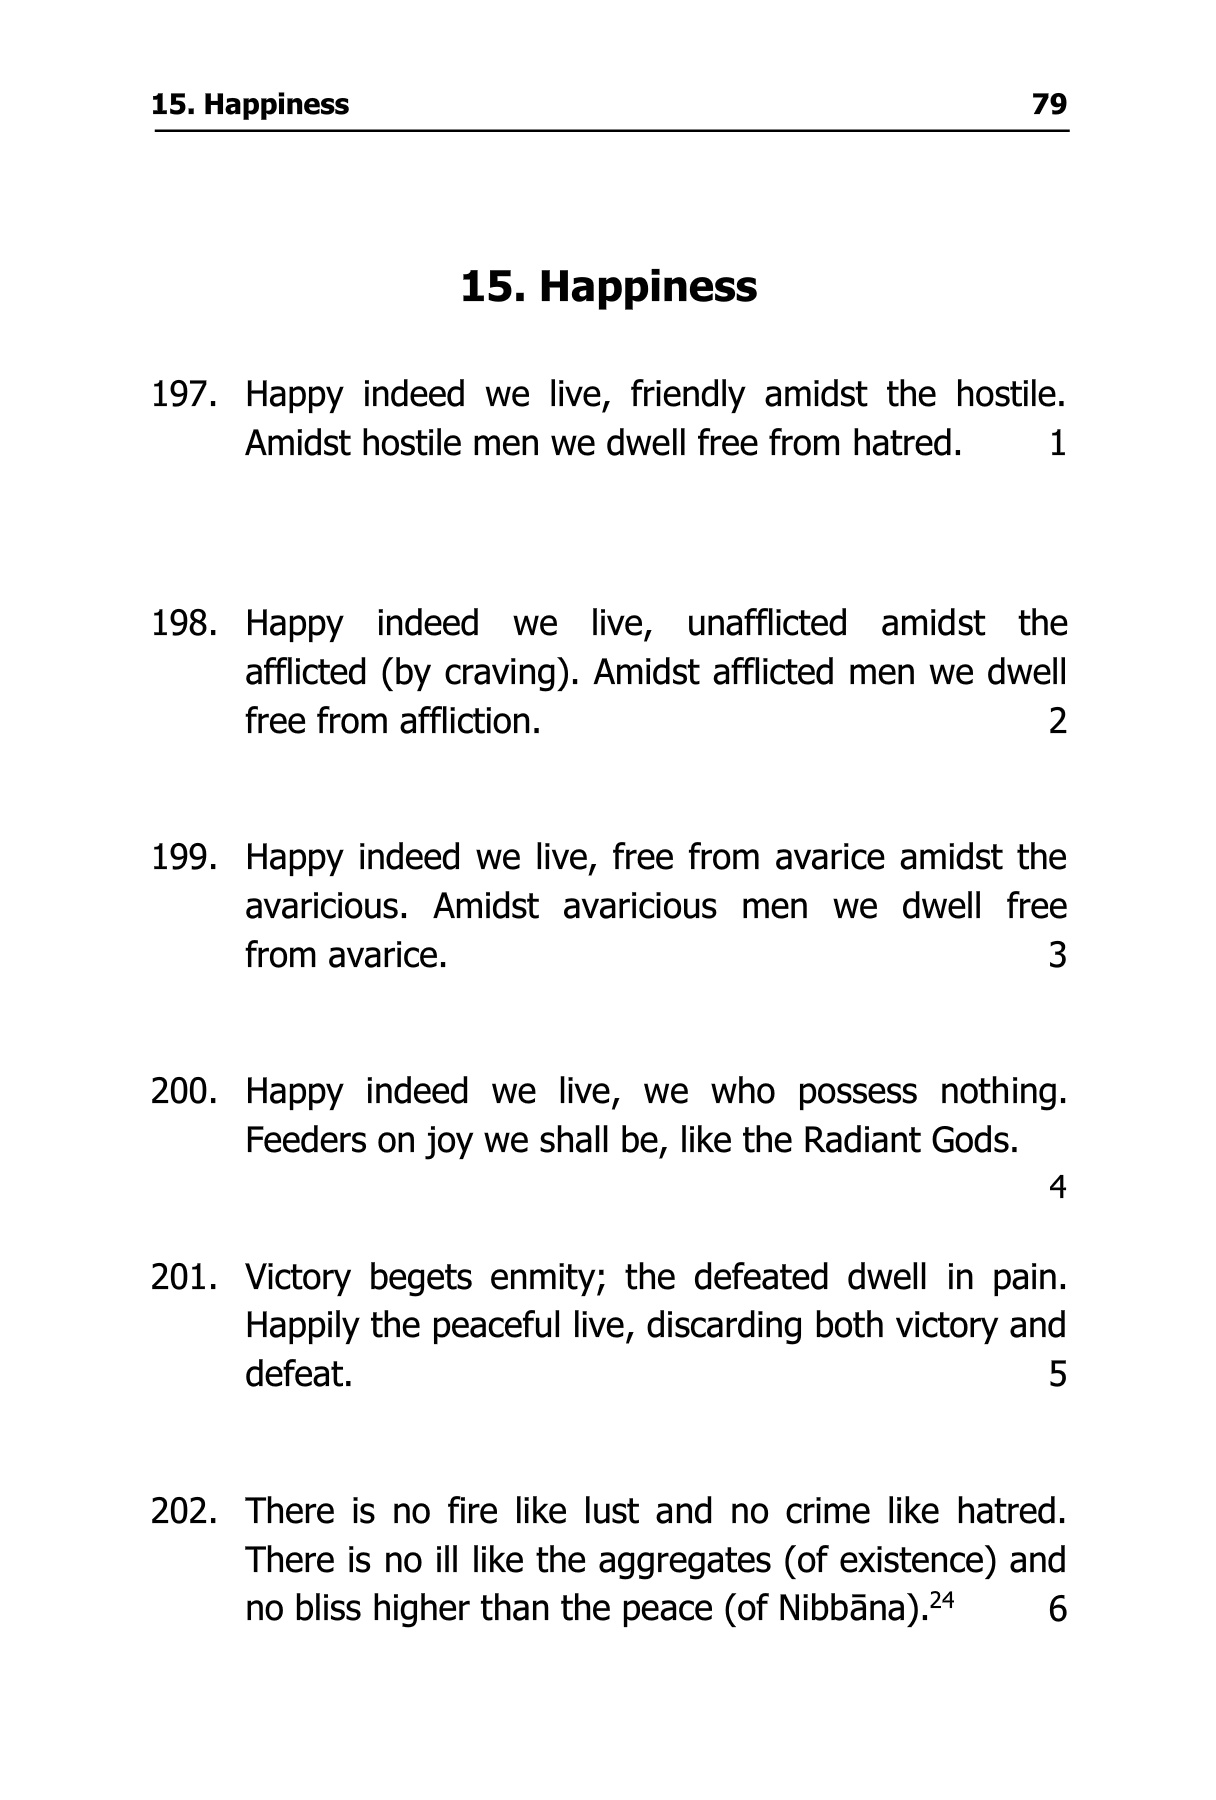 15. Happiness 79
15. Happiness
197. Happy indeed we live, friendly amidst the hostile.
Amidst hostile men we dwell free from hatred. 1
198. Happy indeed we live, unafflicted amidst the
afflicted (by craving). Amidst afflicted men we dwell
free from affliction. 2
199. Happy indeed we live, free from avarice amidst the
avaricious. Amidst avaricious men we dwell free
from avarice. 3
200. Happy indeed we live, we who possess nothing.
Feeders on joy we shall be, like the Radiant Gods.
4
201. Victory begets enmity; the defeated dwell in pain.
Happily the peaceful live, discarding both victory and
defeat. 5
202. There is no fire like lust and no crime like hatred.
There is no ill like the aggregates (of existence) and
no bliss higher than the peace (of Nibbāna).²⁴ 6